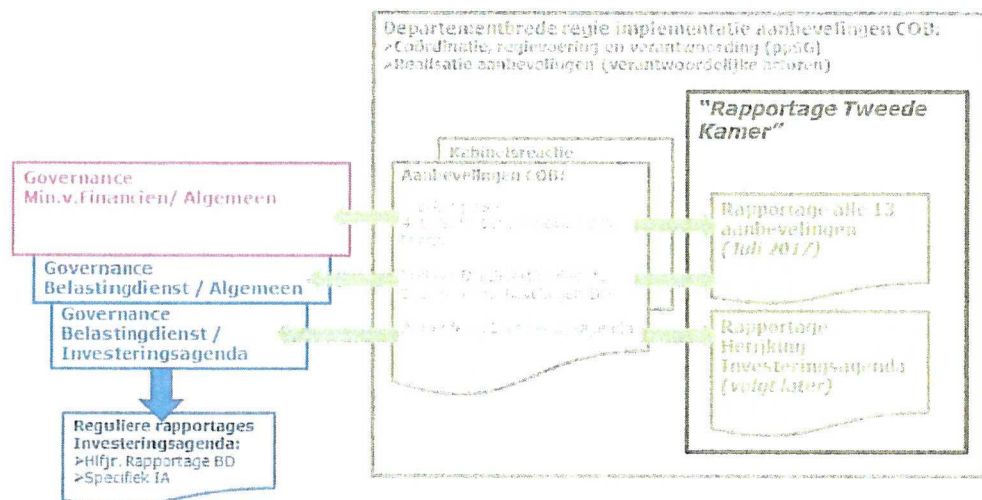 Departementbrede regie implementatie aanbevelingen COB:
>Coördinatie, regievoering en verantwoording (ppSG)
>Realisatie aanbevelingen (verantwoordelijke actoren)
"Rapportage Tweede
Kamer"
Kabinetsreactie
Aanbevelingen COB:
Governance
Min.v.Financiën/ Algemeen
Rapportage alle 13
aanbevelingen
(Juli 2017)
Governance
Belastingdienst / Algemeen
Governance
Belastingdienst /
Investeringsagenda
Rapportage
Herijking
Investeringsagenda
(volgt later)
Reguliere rapportages
Investeringsagenda:
>Hlfjr. Rapportage BD
>Specifiek IA